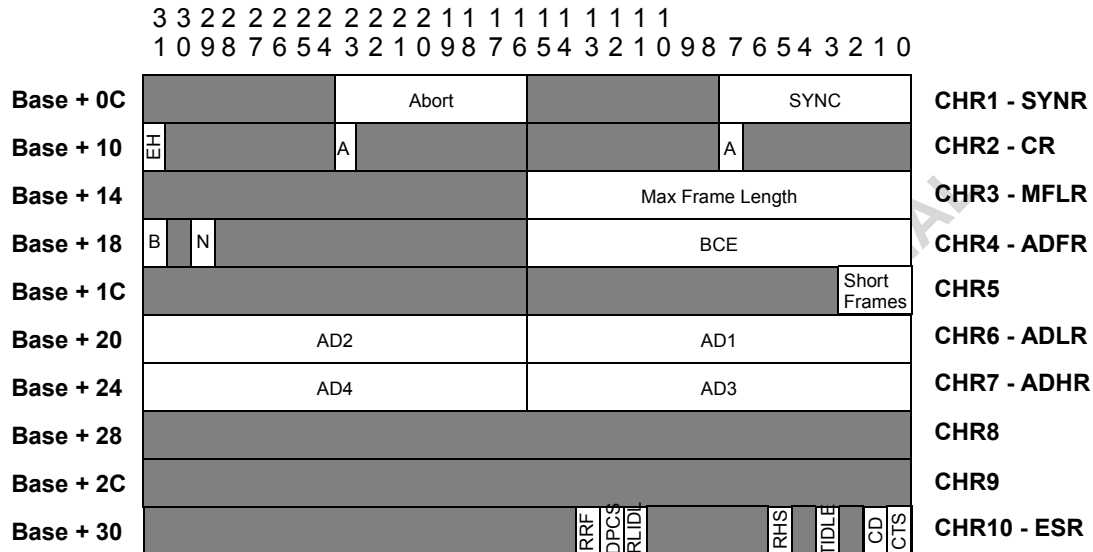 3 3 2 2 2 2 2 2 2 2 2 2 1 1 1 1 1 1 1 1 1 1
1 0 9 8 7 6 5 4 3 2 1 0 9 8 7 6 5 4 3 2 1 0 9 8 7 6 5 4 3 2 1 0
Base + 0C Abort SYNC CHR1 - SYNR
Base + 10 EH A A CHR2 - CR
Base + 14 Max Frame Length CHR3 - MFLR
Base + 18 B N BCE CHR4 - ADFR
Base + 1C Short Frames CHR5
Base + 20 AD2 AD1 CHR6 - ADLR
Base + 24 AD4 AD3 CHR7 - ADHR
Base + 28 CHR8
Base + 2C CHR9
Base + 30 RRF DPCS RLIDL RHS TIDLE CD CTS CHR10 - ESR